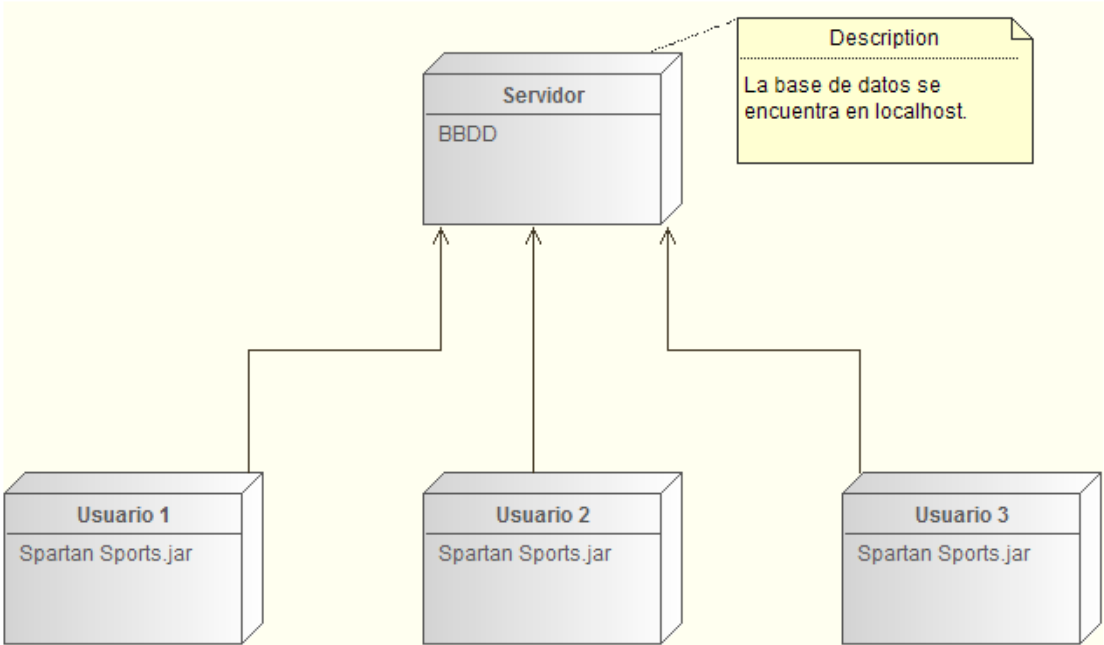 Description
La base de datos se
encuentra en localhost.
Servidor
BBDD
Usuario 1
Spartan Sports.jar
Usuario 2
Spartan Sports.jar
Usuario 3
Spartan Sports.jar